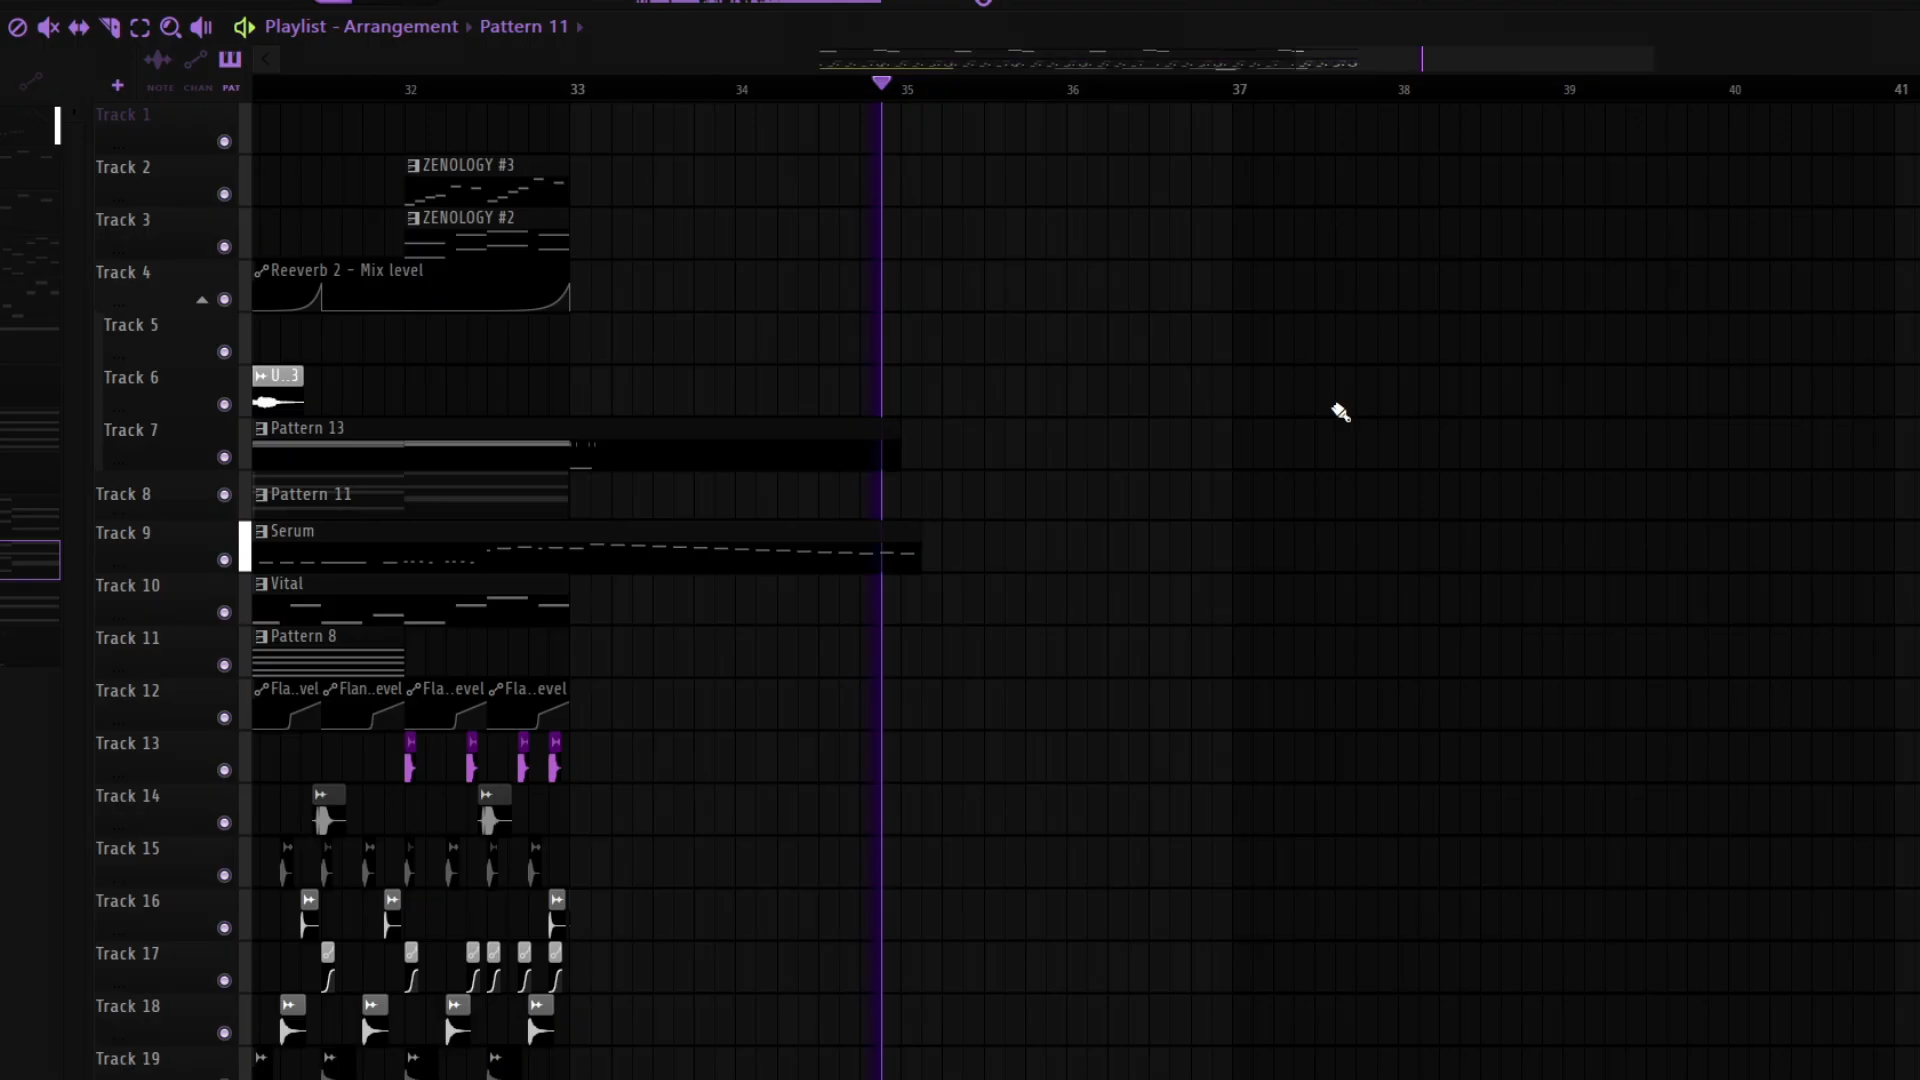 Playlist - Arrangement ▸ Pattern 11 ▸
NOTE CHAN PAT
32 33 34 35 36 37 38 39 40 41
Track 1
Track 2
ZENOLOGY #3
Track 3
ZENOLOGY #2
Track 4
Reeverb 2 - Mix level
Track 5
Track 6
U..3
Track 7
Pattern 13
Track 8
Pattern 11
Track 9
Serum
Track 10
Vital
Track 11
Pattern 8
Track 12
Fla..vel Flan..evel Fla..evel Fla..evel
Track 13
Track 14
Track 15
Track 16
Track 17
Track 18
Track 19